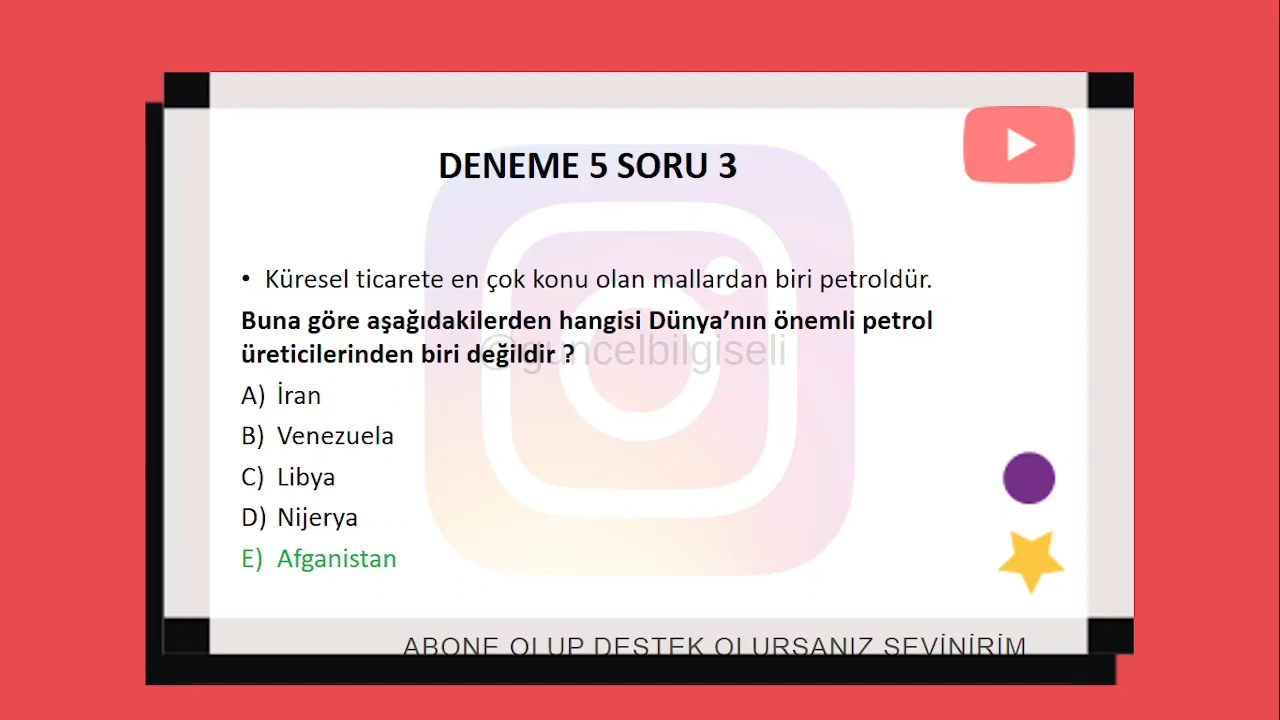 DENEME 5 SORU 3
• Küresel ticarete en çok konu olan mallardan biri petroldür.
Buna göre aşağıdakilerden hangisi Dünya’nın önemli petrol
üreticilerinden biri değildir ?
@guncelbilgiseli
A) İran
B) Venezuela
C) Libya
D) Nijerya
E) Afganistan
ABONE OLUP DESTEK OLURSANIZ SEVİNİRİM